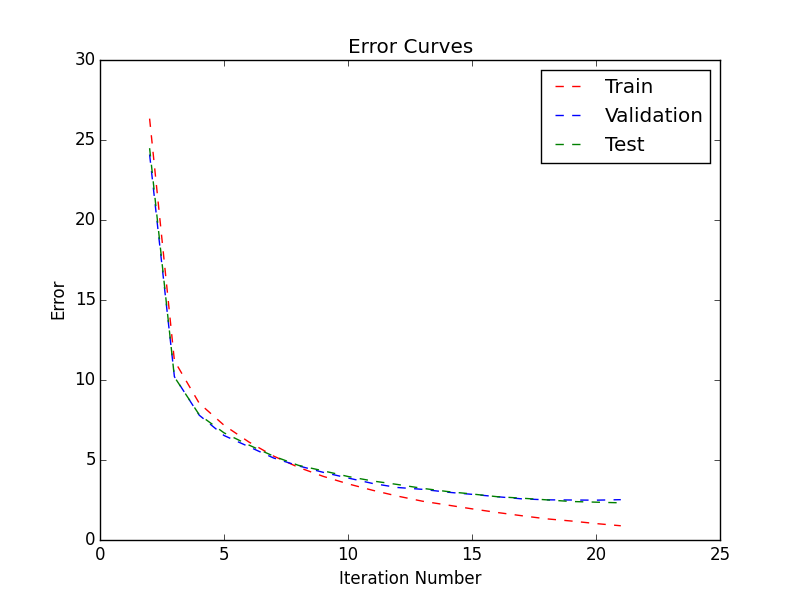 Error Curves
30
25
20
15
10
5
0
Error
Train
Validation
Test
0 5 10 15 20 25
Iteration Number